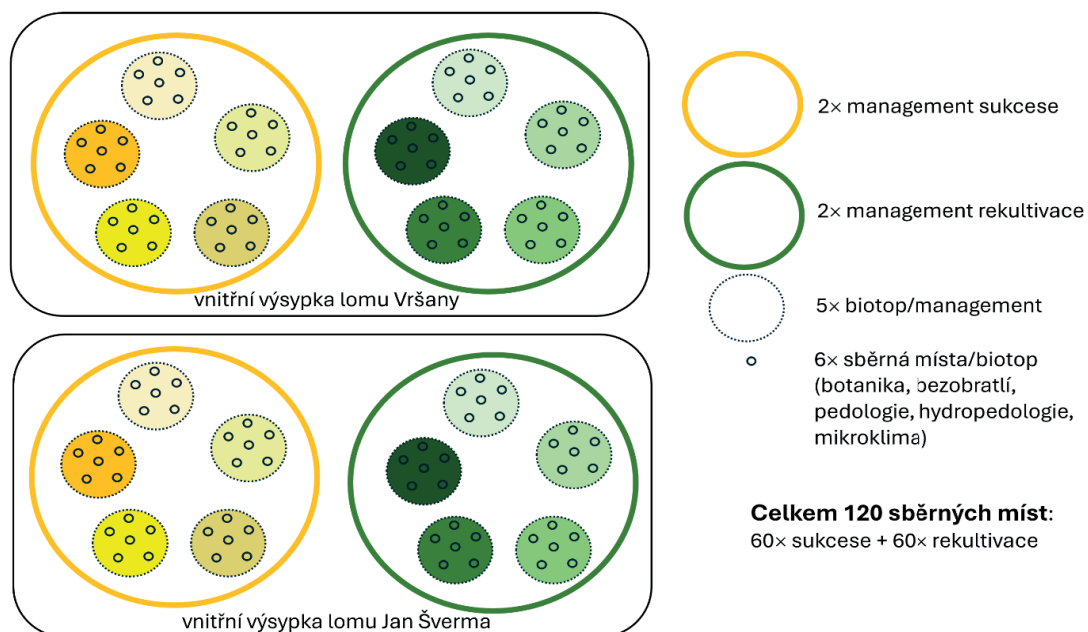 vnitřní výsypka lomu Vršany
vnitřní výsypka lomu Jan Šverma
2× management sukcese
2× management rekultivace
5× biotop/management
6× sběrná místa/biotop
(botanika, bezobratlí,
pedologie, hydropedologie,
mikroklima)
Celkem 120 sběrných míst:
60× sukcese + 60× rekultivace